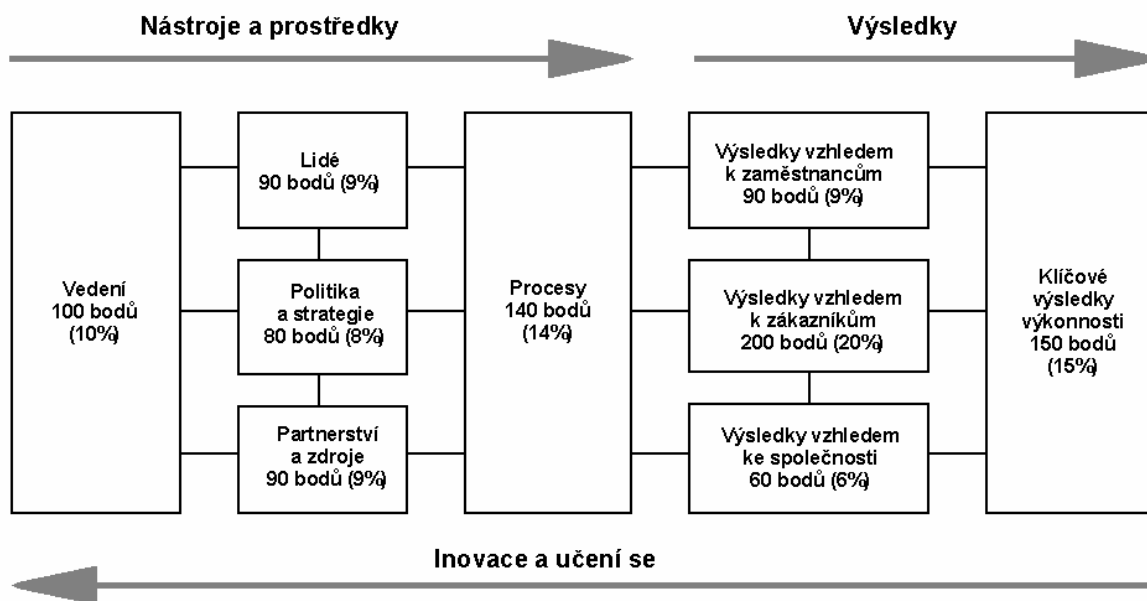 Nástroje a prostředky
Výsledky
Vedení
100 bodů
(10%)
Lidé
90 bodů (9%)
Politika
a strategie
80 bodů (8%)
Partnerství
a zdroje
90 bodů (9%)
Procesy
140 bodů
(14%)
Výsledky vzhledem
k zaměstnancům
90 bodů (9%)
Výsledky vzhledem
k zákazníkům
200 bodů (20%)
Výsledky vzhledem
ke společnosti
60 bodů (6%)
Klíčové
výsledky
výkonnosti
150 bodů
(15%)
Inovace a učení se